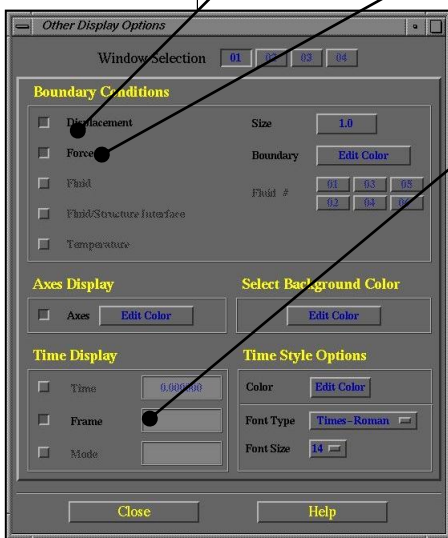 Other Display Options
Window Selection 01 02 03 04
Boundary Conditions
Displacement
Size 1.0
Force
Boundary Edit Color
Fluid
Fluid # 01 03 05
02 04 06
Fluid/Structure Interface
Temperature
Axes Display
Select Background Color
Axes Edit Color
Edit Color
Time Display
Time Style Options
Time 0.000000
Color Edit Color
Frame
Font Type Times-Roman
Mode
Font Size 14
Close
Help